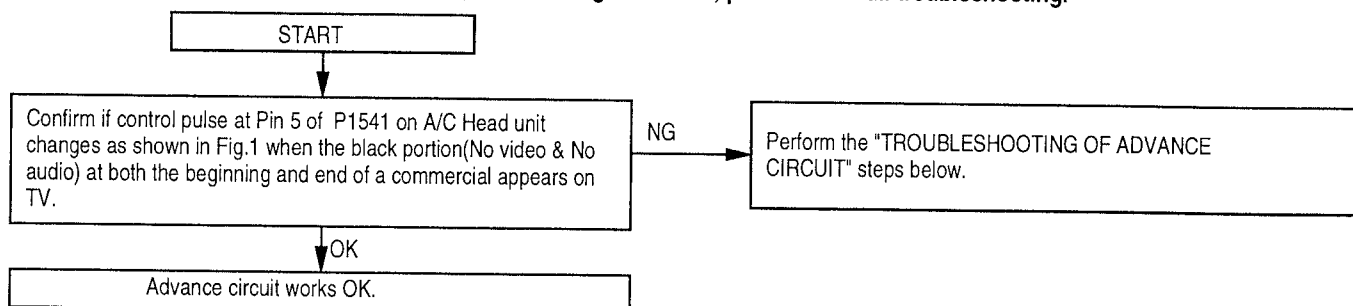 troubleshooting.
START
Confirm if control pulse at Pin 5 of P1541 on A/C Head unit
changes as shown in Fig.1 when the black portion(No video & No
audio) at both the beginning and end of a commercial appears on
TV.
NG
Perform the "TROUBLESHOOTING OF ADVANCE
CIRCUIT" steps below.
OK
Advance circuit works OK.